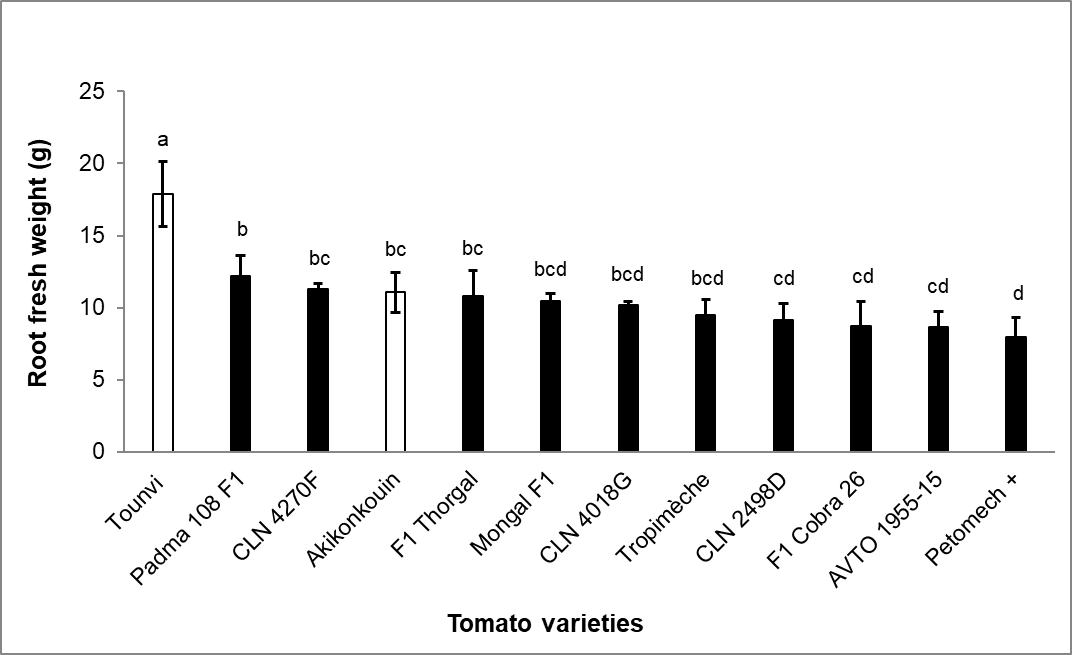 Root fresh weight (g)
25
20
15
10
5
0
a
b
bc
bc
bc
bcd
bcd
bcd
cd
cd
cd
d
Tounvi
Padma 108 F1
CLN 4270F
Akikonkouin
F1 Thorgal
Mongal F1
CLN 4018G
Tropimèche
CLN 2498D
F1 Cobra 26
AVTO 1955-15
Petomech +
Tomato varieties